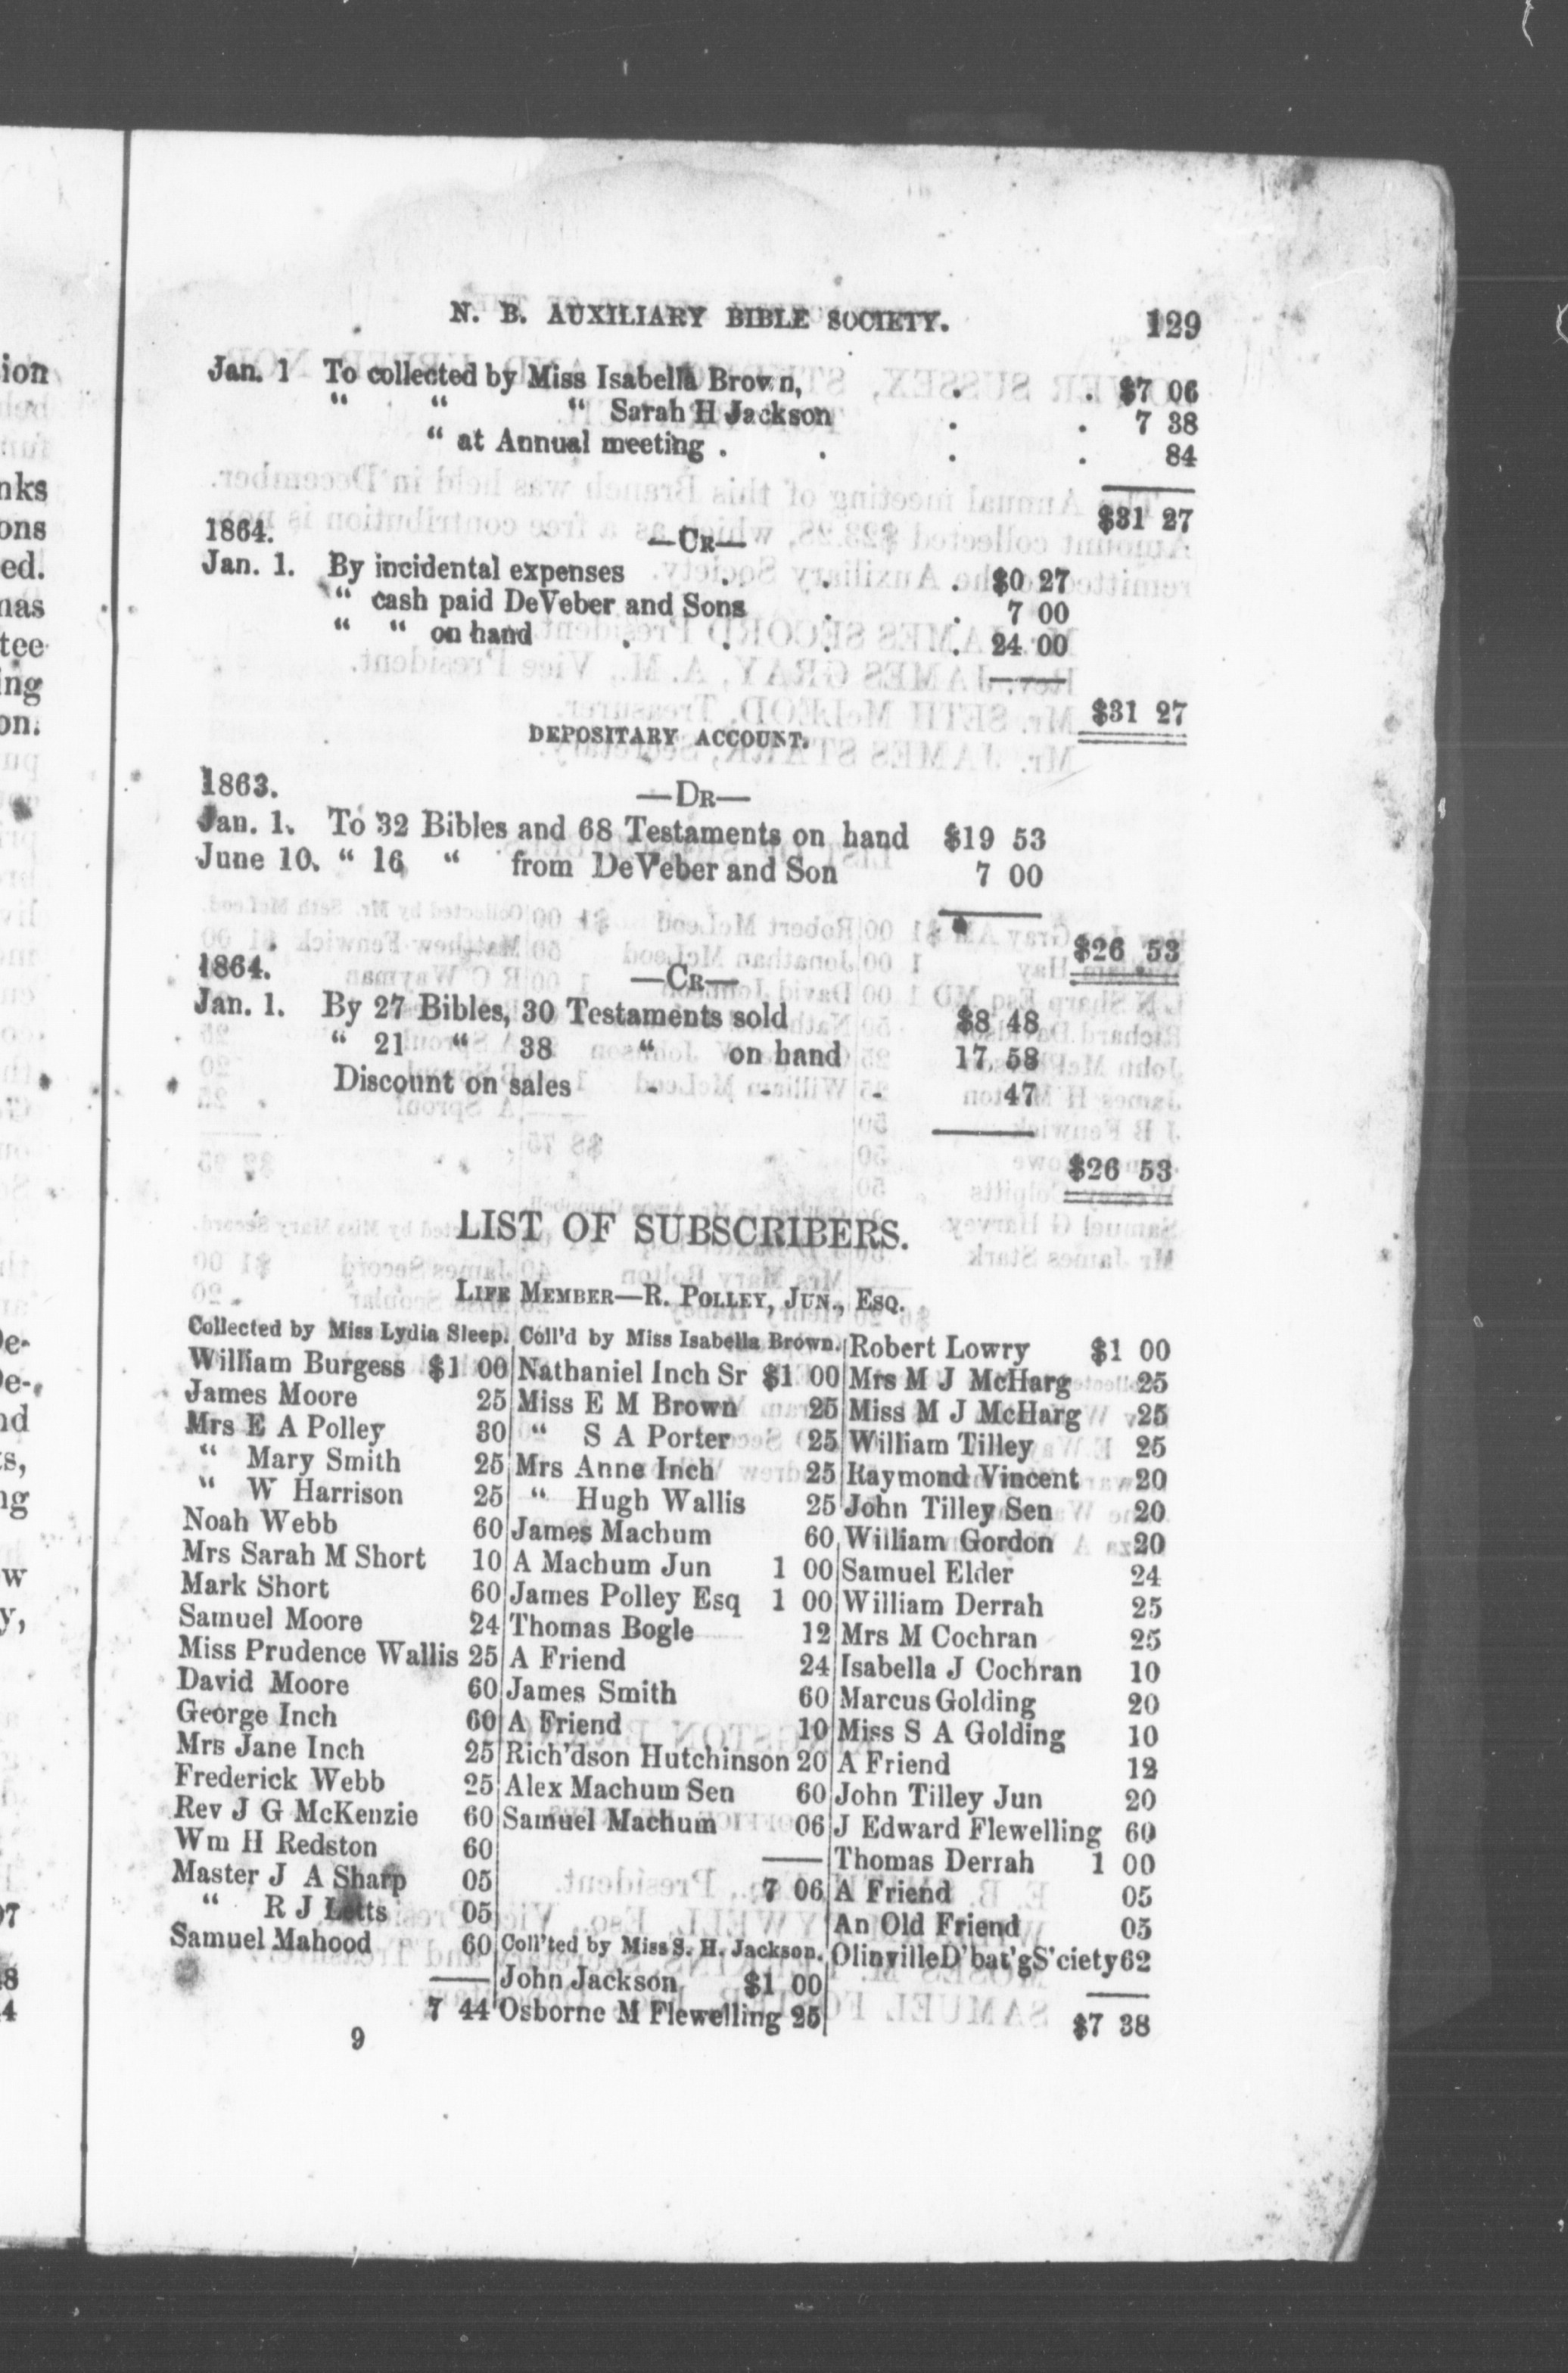 N. B. AUXILIARY BIBLE SOCIETY. 129
Jan. 1 To collected by Miss Isabella Brown, . . $7 06
" " " Sarah H Jackson . . 7 38
" at Annual meeting . . . . 84
$31 27
1864. —CR—
Jan. 1. By incidental expenses . . . $0 27
" cash paid DeVeber and Sons . . 7 00
" " on hand . . . . 24 00
$31 27
DEPOSITARY ACCOUNT.
1863. —DR—
Jan. 1. To 32 Bibles and 68 Testaments on hand $19 53
June 10. " 16 " from DeVeber and Son 7 00
$26 53
1864. —CR—
Jan. 1. By 27 Bibles, 30 Testaments sold $8 48
" 21 " 38 " on hand 17 58
Discount on sales - - - 47
$26 53
LIST OF SUBSCRIBERS.
LIFE MEMBER—R. POLLEY, JUN., ESQ.
Collected by Miss Lydia Sleep.
William Burgess $1 00
James Moore 25
Mrs E A Polley 30
" Mary Smith 25
" W Harrison 25
Noah Webb 60
Mrs Sarah M Short 10
Mark Short 60
Samuel Moore 24
Miss Prudence Wallis 25
David Moore 60
George Inch 60
Mrs Jane Inch 25
Frederick Webb 25
Rev J G McKenzie 60
Wm H Redston 60
Master J A Sharp 05
" R J Letts 05
Samuel Mahood 60
7 44
9
Coll'd by Miss Isabella Brown.
Nathaniel Inch Sr $1 00
Miss E M Brown 25
" S A Porter 25
Mrs Anne Inch 25
" Hugh Wallis 25
James Machum 60
A Machum Jun 1 00
James Polley Esq 1 00
Thomas Bogle 12
A Friend 24
James Smith 60
A Friend 10
Rich'dson Hutchinson 20
Alex Machum Sen 60
Samuel Machum 06
7 06
Coll'ted by Miss S. H. Jackson.
John Jackson $1 00
Osborne M Flewelling 25
Robert Lowry $1 00
Mrs M J McHarg 25
Miss M J McHarg 25
William Tilley 25
Raymond Vincent 20
John Tilley Sen 20
William Gordon 20
Samuel Elder 24
William Derrah 25
Mrs M Cochran 25
Isabella J Cochran 10
Marcus Golding 20
Miss S A Golding 10
A Friend 12
John Tilley Jun 20
J Edward Flewelling 60
Thomas Derrah 1 00
A Friend 05
An Old Friend 05
Olinville D'bat'g S'ciety 62
$7 38